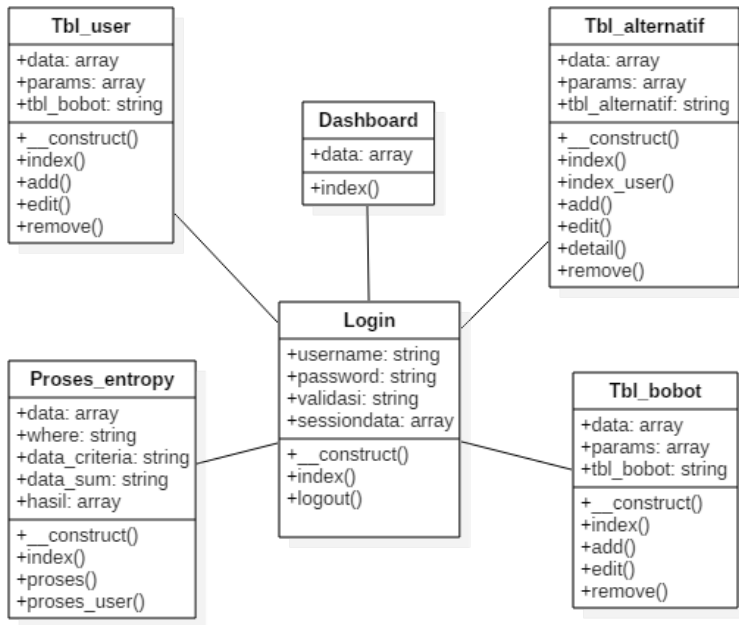 Tbl_user
+data: array
+params: array
+tbl_bobot: string
+__construct()
+index()
+add()
+edit()
+remove()
Dashboard
+data: array
+index()
Tbl_alternatif
+data: array
+params: array
+tbl_alternatif: string
+__construct()
+index()
+index_user()
+add()
+edit()
+detail()
+remove()
Login
+username: string
+password: string
+validasi: string
+sessiondata: array
+__construct()
+index()
+logout()
Proses_entropy
+data: array
+where: string
+data_criteria: string
+data_sum: string
+hasil: array
+__construct()
+index()
+proses()
+proses_user()
Tbl_bobot
+data: array
+params: array
+tbl_bobot: string
+__construct()
+index()
+add()
+edit()
+remove()